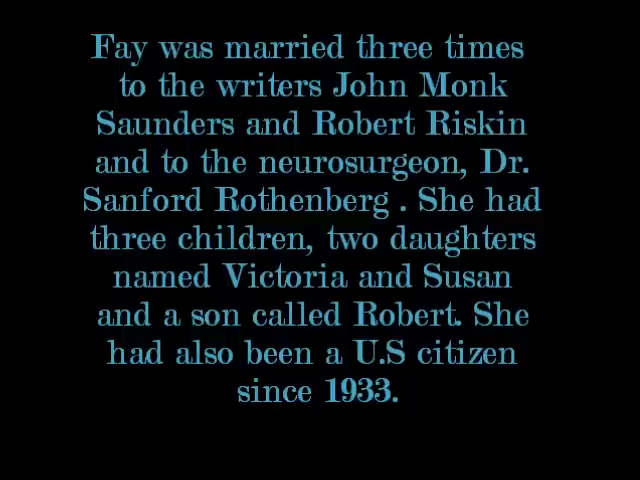 Fay was married three times
to the writers John Monk
Saunders and Robert Riskin
and to the neurosurgeon, Dr.
Sanford Rothenberg . She had
three children, two daughters
named Victoria and Susan
and a son called Robert. She
had also been a U.S citizen
since 1933.